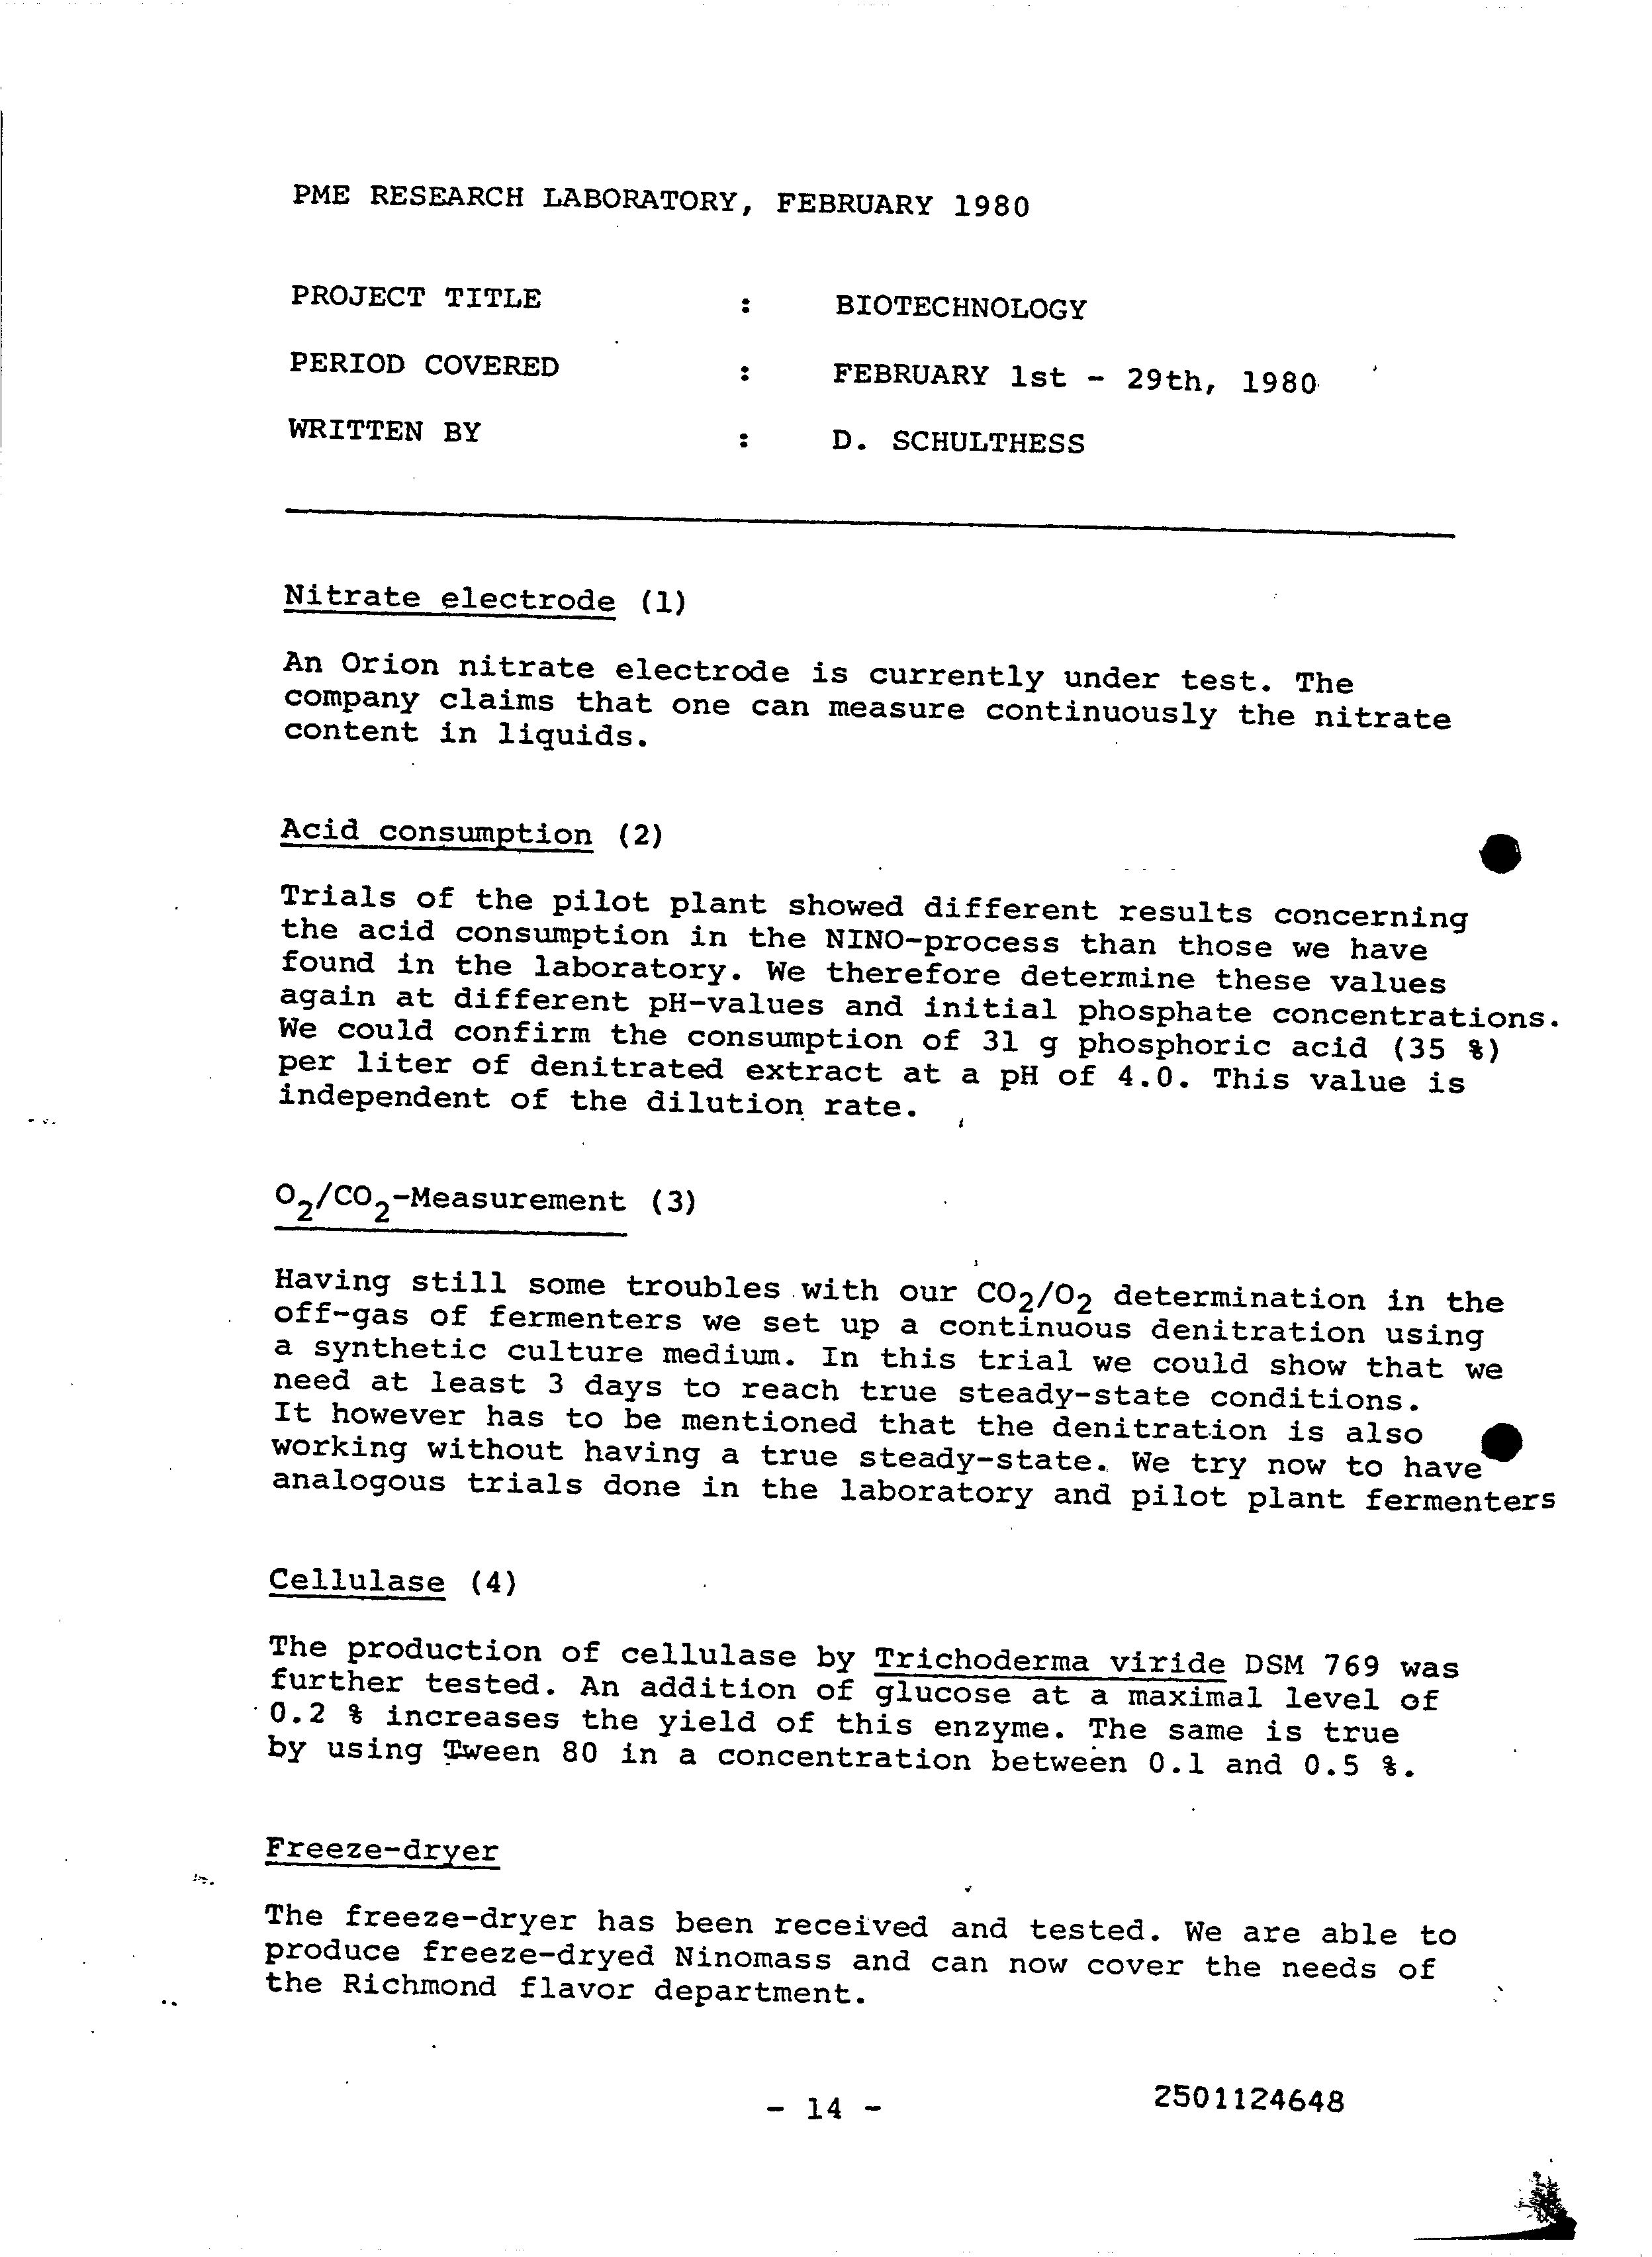 PME RESEARCH LABORATORY, FEBRUARY 1980
PROJECT TITLE : BIOTECHNOLOGY
PERIOD COVERED : FEBRUARY 1st - 29th, 1980
WRITTEN BY : D. SCHULTHESS
Nitrate electrode (1)
An Orion nitrate electrode is currently under test. The
company claims that one can measure continuously the nitrate
content in liquids.
Acid consumption (2)
Trials of the pilot plant showed different results concerning
the acid consumption in the NINO-process than those we have
found in the laboratory. We therefore determine these values
again at different pH-values and initial phosphate concentrations.
We could confirm the consumption of 31 g phosphoric acid (35 %)
per liter of denitrated extract at a pH of 4.0. This value is
independent of the dilution rate.
O2/CO2-Measurement (3)
Having still some troubles with our CO2/O2 determination in the
off-gas of fermenters we set up a continuous denitration using
a synthetic culture medium. In this trial we could show that we
need at least 3 days to reach true steady-state conditions.
It however has to be mentioned that the denitration is also
working without having a true steady-state. We try now to have
analogous trials done in the laboratory and pilot plant fermenters
Cellulase (4)
The production of cellulase by Trichoderma viride DSM 769 was
further tested. An addition of glucose at a maximal level of
0.2 % increases the yield of this enzyme. The same is true
by using Tween 80 in a concentration between 0.1 and 0.5 %.
Freeze-dryer
The freeze-dryer has been received and tested. We are able to
produce freeze-dryed Ninomass and can now cover the needs of
the Richmond flavor department.
- 14 -
2501124648